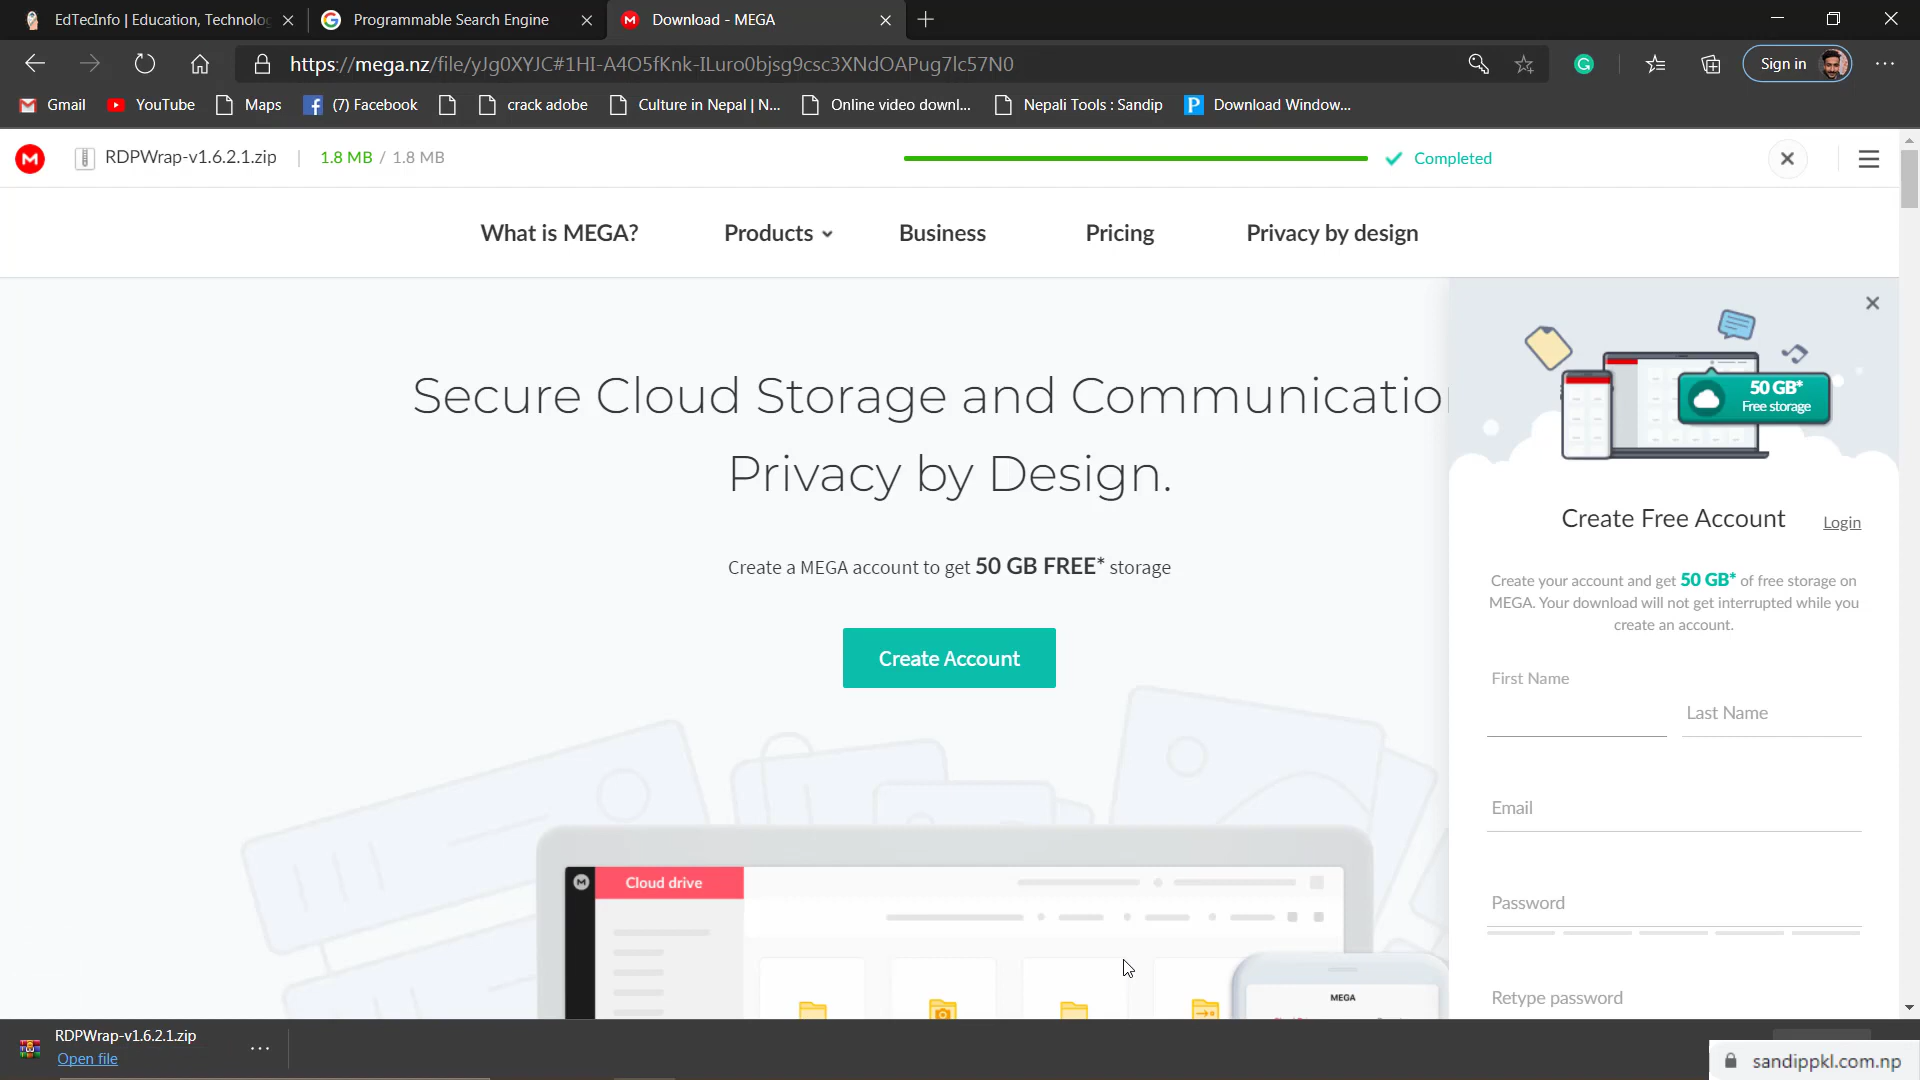 EdTecInfo | Education, Technolo
Programmable Search Engine
Download - MEGA
https://mega.nz/file/yJg0XYJC#1HI-A4O5fKnk-ILuro0bjsg9csc3XNdOAPug7lc57N0
Sign in
Gmail
YouTube
Maps
(7) Facebook
crack adobe
Culture in Nepal | N...
Online video downl...
Nepali Tools : Sandip
Download Window...
RDPWrap-v1.6.2.1.zip
1.8 MB / 1.8 MB
Completed
What is MEGA?
Products
Business
Pricing
Privacy by design
Secure Cloud Storage and Communication
Privacy by Design.
Create a MEGA account to get 50 GB FREE* storage
Create Account
Cloud drive
MEGA
50 GB*
Free storage
Create Free Account
Login
Create your account and get 50 GB* of free storage on
MEGA. Your download will not get interrupted while you
create an account.
First Name
Last Name
Email
Password
Retype password
RDPWrap-v1.6.2.1.zip
Open file
sandippkl.com.np